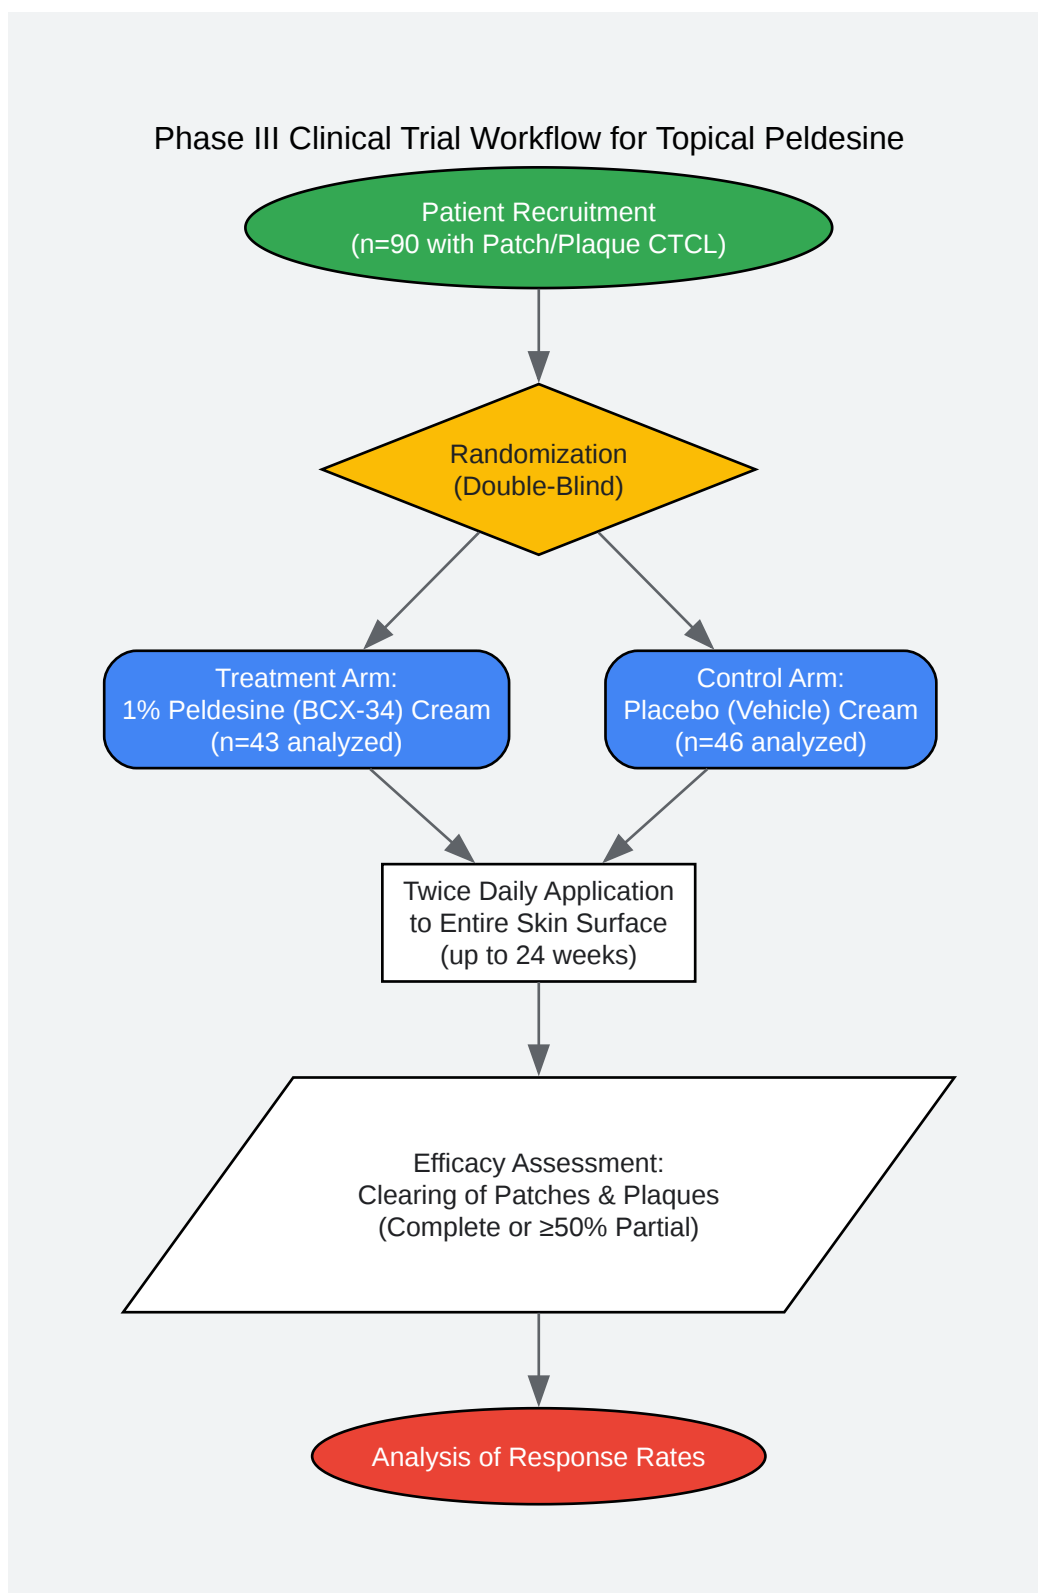 Phase III Clinical Trial Workflow for Topical Peldesine
Patient Recruitment
(n=90 with Patch/Plaque CTCL)
Randomization
(Double-Blind)
Treatment Arm:
1% Peldesine (BCX-34) Cream
(n=43 analyzed)
Control Arm:
Placebo (Vehicle) Cream
(n=46 analyzed)
Twice Daily Application
to Entire Skin Surface
(up to 24 weeks)
Efficacy Assessment:
Clearing of Patches & Plaques
(Complete or ≥50% Partial)
Analysis of Response Rates